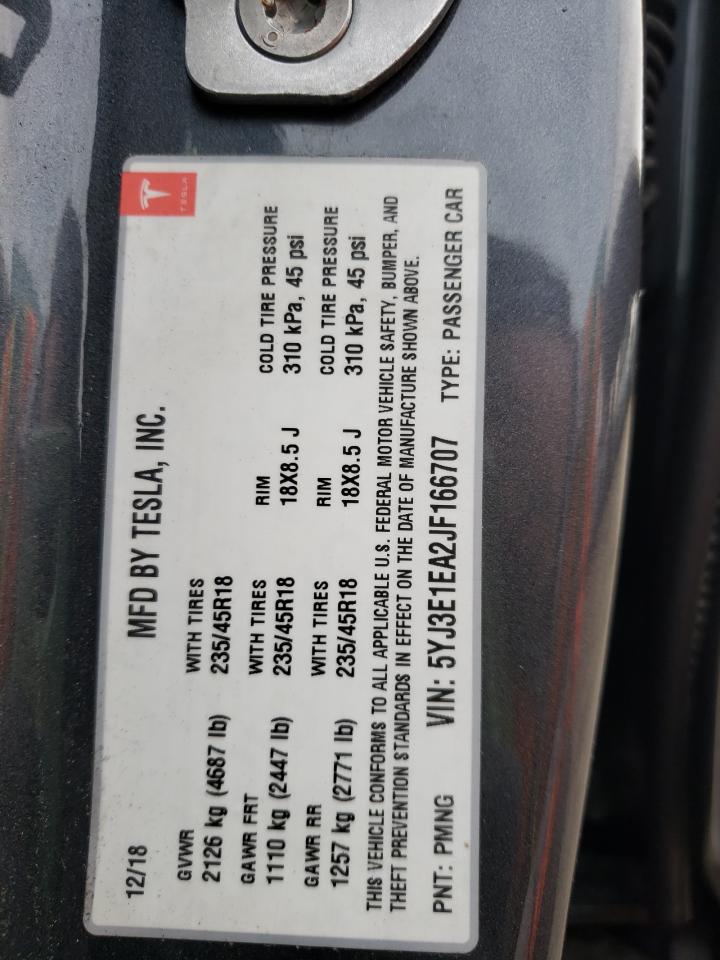 12/18 MFD BY TESLA, INC. TESLA
GVWR WITH TIRES
2126 kg (4687 lb) 235/45R18
GAWR FRT WITH TIRES RIM COLD TIRE PRESSURE
1110 kg (2447 lb) 235/45R18 18X8.5 J 310 kPa, 45 psi
GAWR RR WITH TIRES RIM COLD TIRE PRESSURE
1257 kg (2771 lb) 235/45R18 18X8.5 J 310 kPa, 45 psi
THIS VEHICLE CONFORMS TO ALL APPLICABLE U.S. FEDERAL MOTOR VEHICLE SAFETY, BUMPER, AND
THEFT PREVENTION STANDARDS IN EFFECT ON THE DATE OF MANUFACTURE SHOWN ABOVE.
PNT: PMNG VIN: 5YJ3E1EA2JF166707 TYPE: PASSENGER CAR